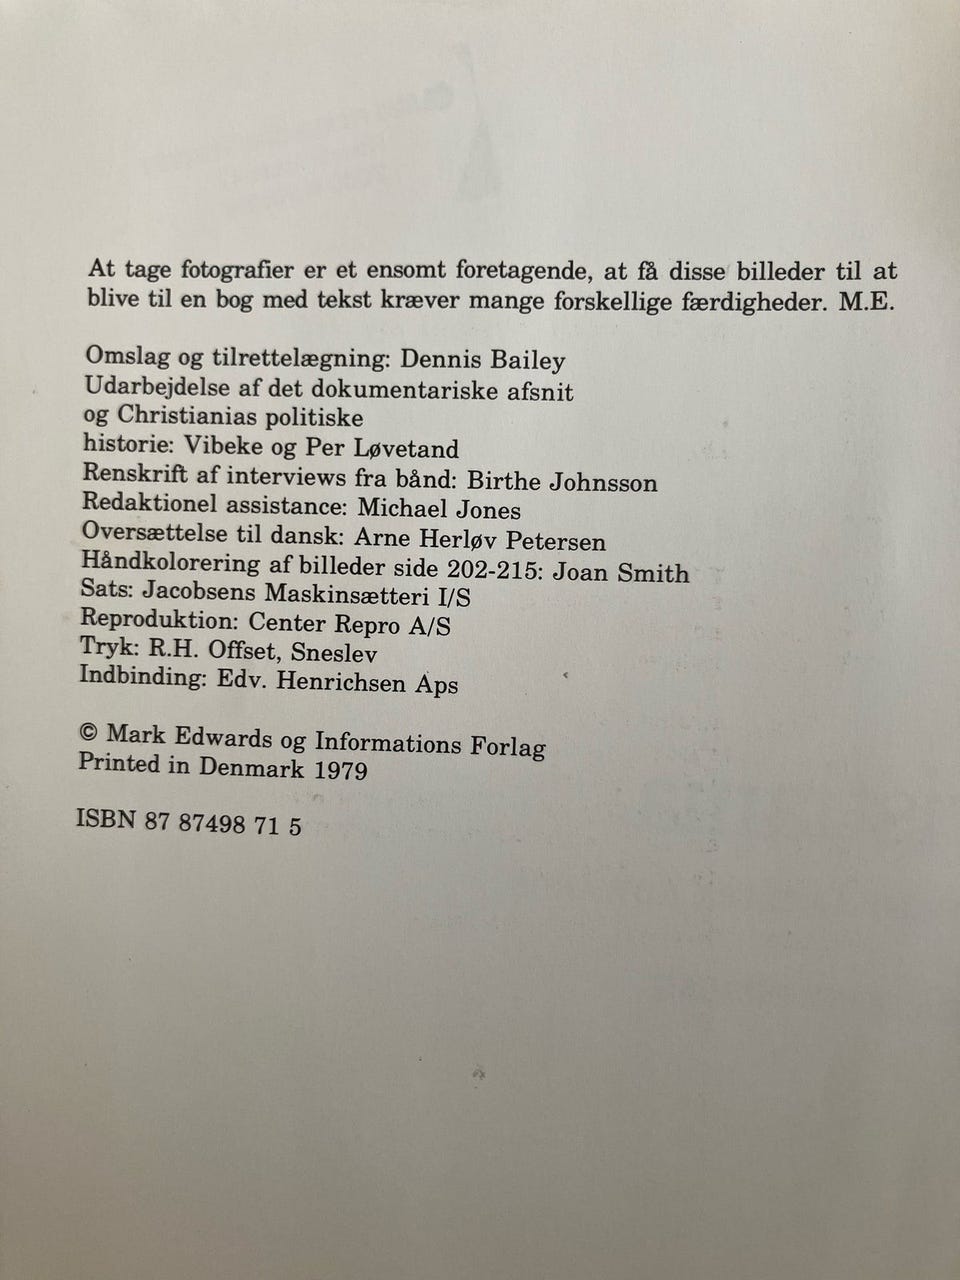 At tage fotografier er et ensomt foretagende, at få disse billeder til at
blive til en bog med tekst kræver mange forskellige færdigheder. M.E.
Omslag og tilrettelægning: Dennis Bailey
Udarbejdelse af det dokumentariske afsnit
og Christianias politiske
historie: Vibeke og Per Løvetand
Renskrift af interviews fra bånd: Birthe Johnsson
Redaktionel assistance: Michael Jones
Oversættelse til dansk: Arne Herløv Petersen
Håndkolorering af billeder side 202-215: Joan Smith
Sats: Jacobsens Maskinsætteri I/S
Reproduktion: Center Repro A/S
Tryk: R.H. Offset, Sneslev
Indbinding: Edv. Henrichsen Aps
© Mark Edwards og Informations Forlag
Printed in Denmark 1979
ISBN 87 87498 71 5